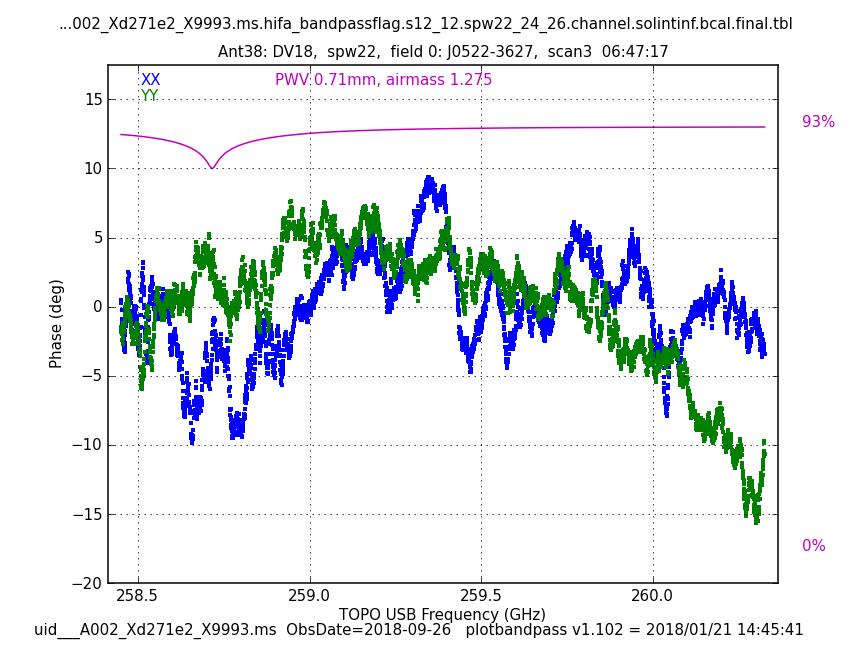 ...002_Xd271e2_X9993.ms.hifa_bandpassflag.s12_12.spw22_24_26.channel.solintinf.bcal.final.tbl
Ant38: DV18, spw22, field 0: J0522-3627, scan3 06:47:17
XX
YY
PWV 0.71mm, airmass 1.275
93%
0%
15
10
5
0
−5
−10
−15
−20
Phase (deg)
258.5 259.0 259.5 260.0
TOPO USB Frequency (GHz)
uid___A002_Xd271e2_X9993.ms ObsDate=2018-09-26 plotbandpass v1.102 = 2018/01/21 14:45:41